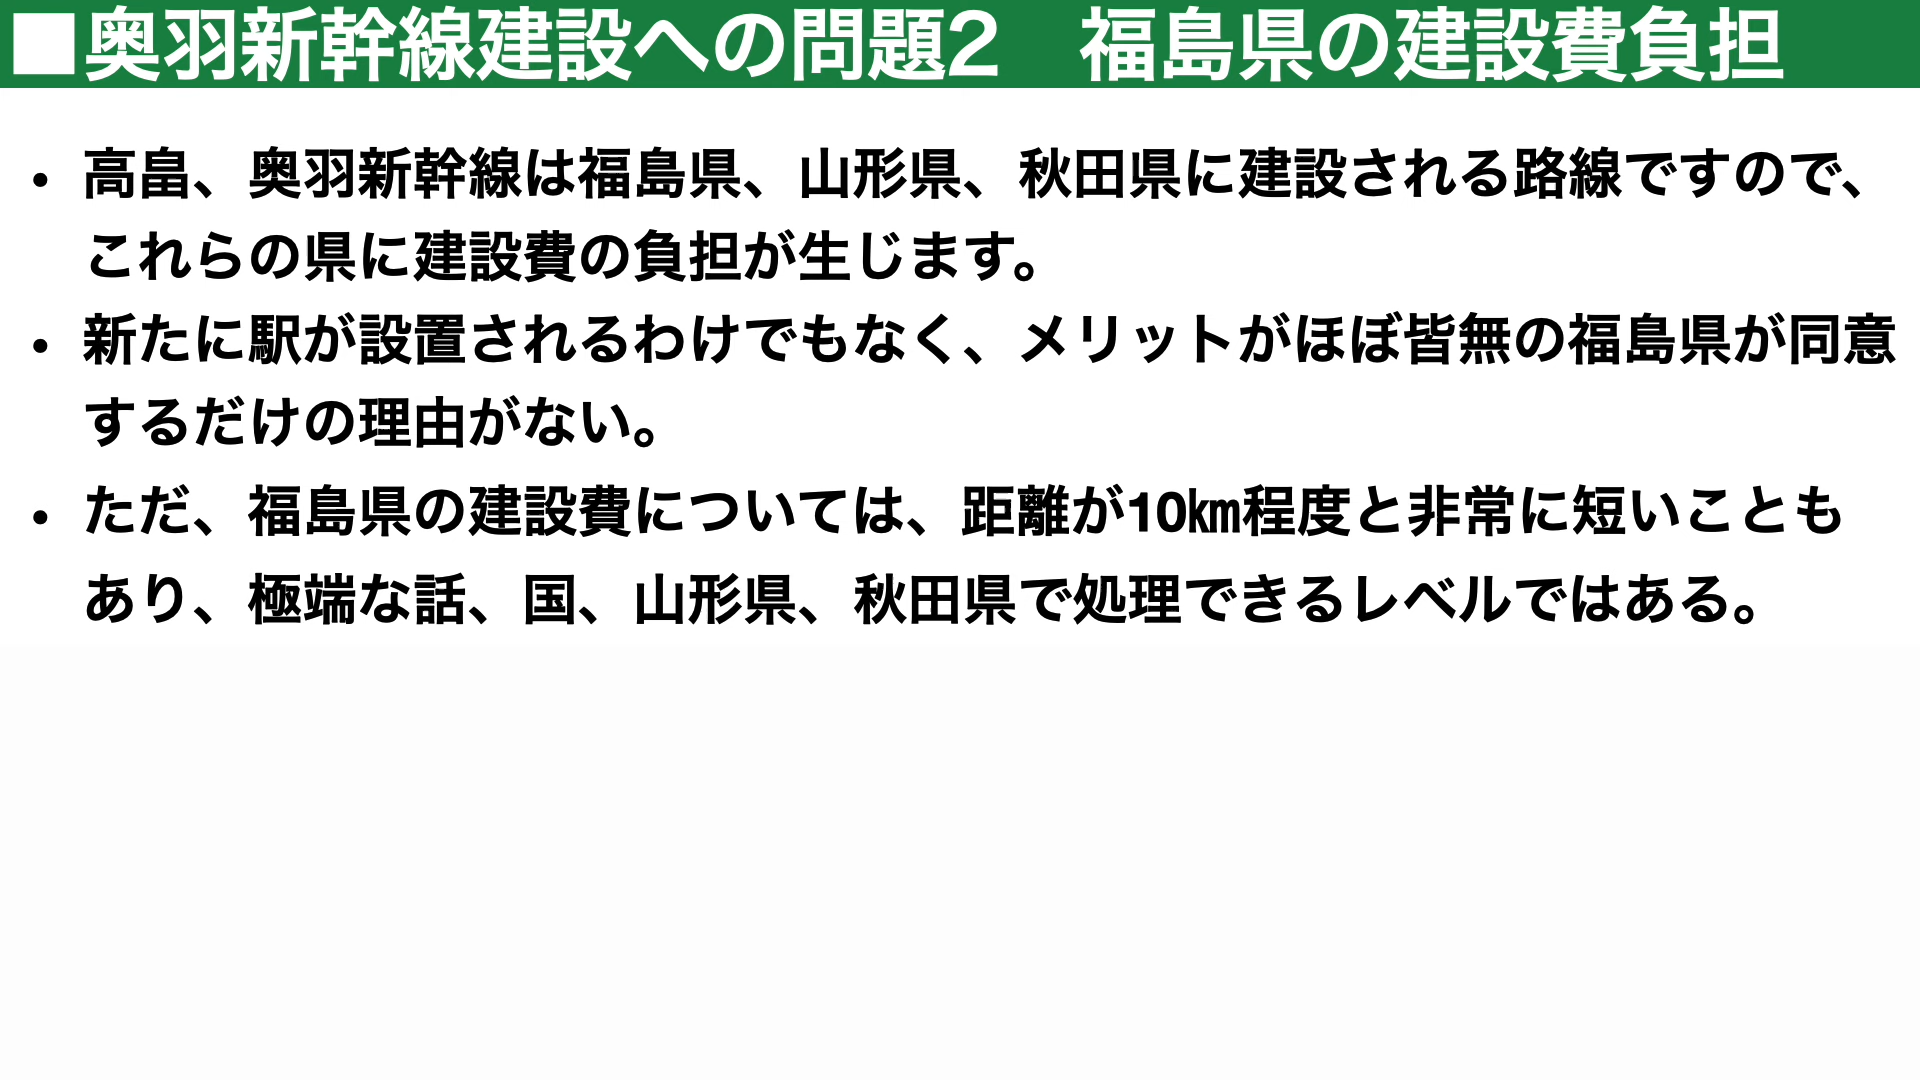 ■奥羽新幹線建設への問題2　福島県の建設費負担
• 高畠、奥羽新幹線は福島県、山形県、秋田県に建設される路線ですので、
これらの県に建設費の負担が生じます。
• 新たに駅が設置されるわけでもなく、メリットがほぼ皆無の福島県が同意
するだけの理由がない。
• ただ、福島県の建設費については、距離が10㎞程度と非常に短いことも
あり、極端な話、国、山形県、秋田県で処理できるレベルではある。